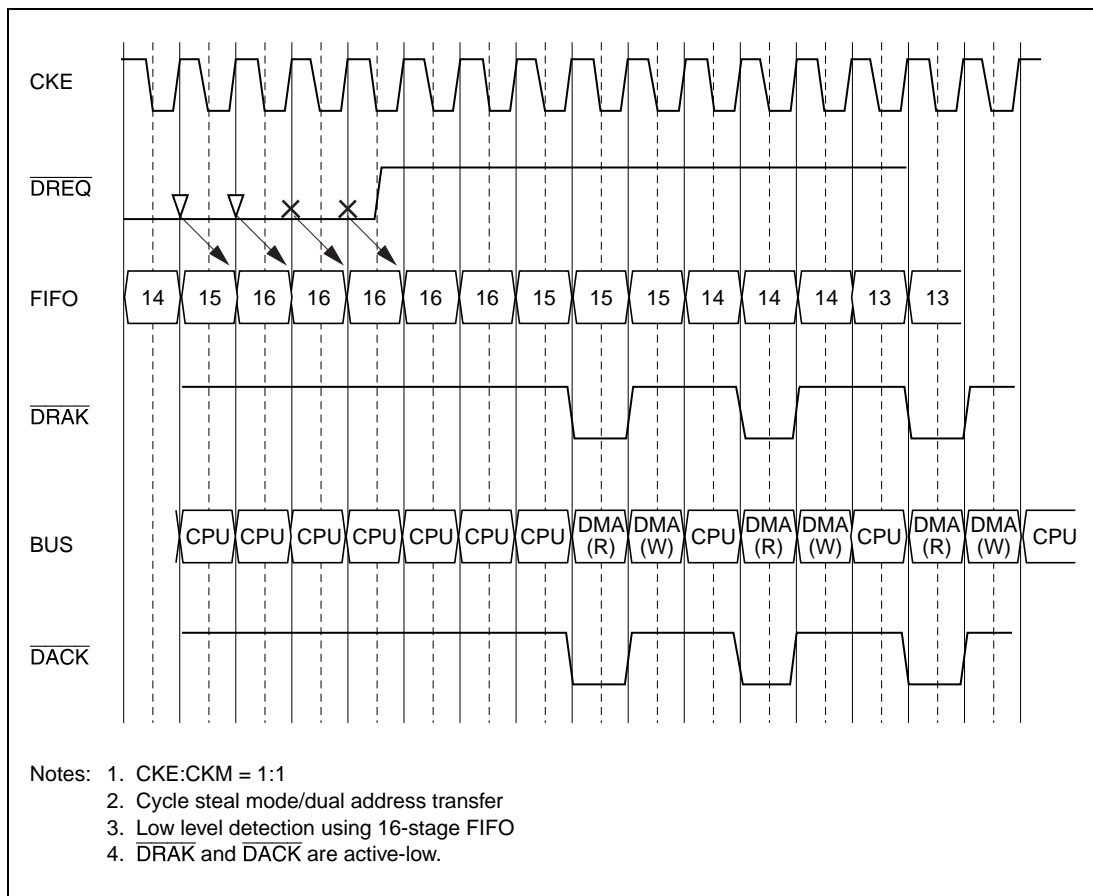 CKE
DREQ
FIFO 14 15 16 16 16 16 16 15 15 15 14 14 14 13 13
DRAK
BUS CPU CPU CPU CPU CPU CPU CPU DMA (R) DMA (W) CPU DMA (R) DMA (W) CPU DMA (R) DMA (W) CPU
DACK
Notes: 1. CKE:CKM = 1:1
2. Cycle steal mode/dual address transfer
3. Low level detection using 16-stage FIFO
4. DRAK and DACK are active-low.